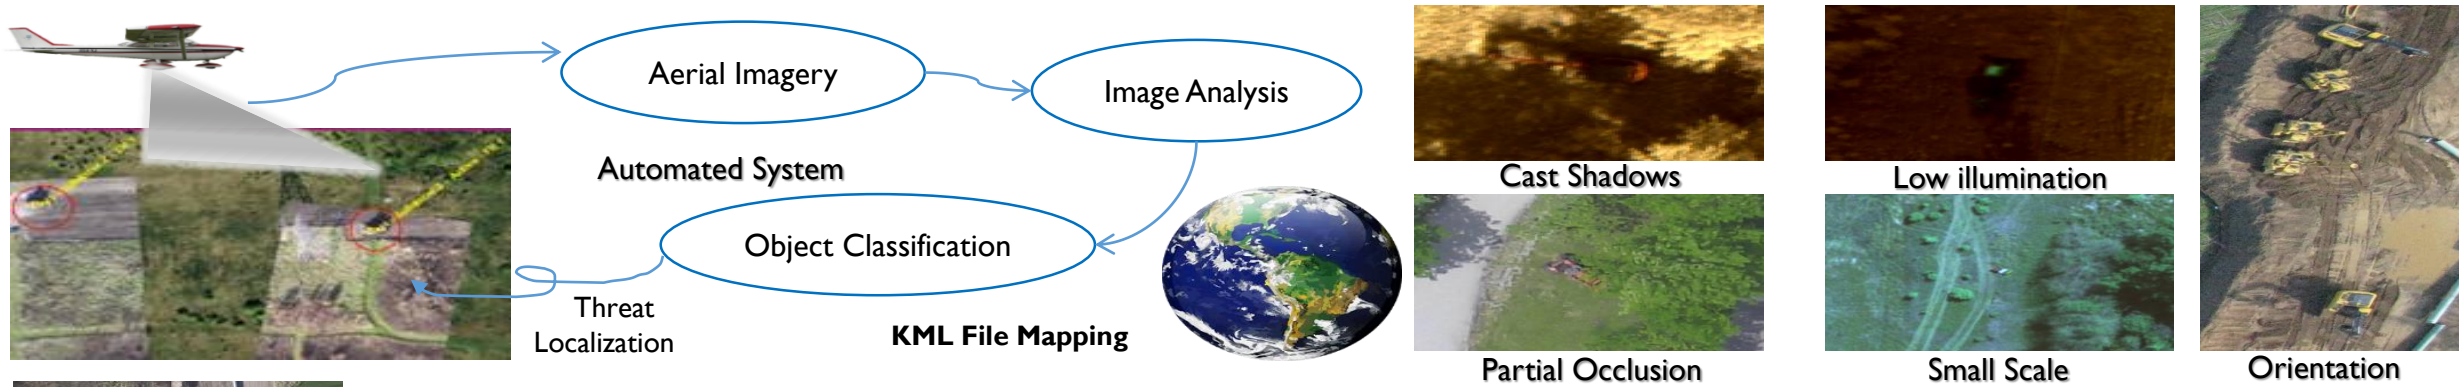 Aerial Imagery
Image Analysis
Automated System
Object Classification
Threat
Localization
KML File Mapping
Cast Shadows
Low illumination
Partial Occlusion
Small Scale
Orientation